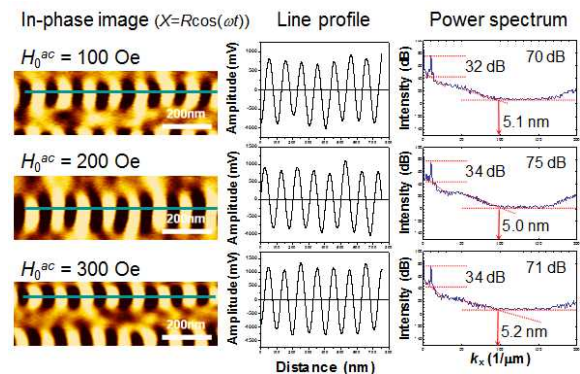 In-phase image (X=Rcos(ωt))
Line profile
Power spectrum
H₀ᵃᶜ = 100 Oe
200nm
Amplitude (mV)
Intensity (dB)
32 dB
70 dB
5.1 nm
H₀ᵃᶜ = 200 Oe
200nm
Amplitude (mV)
Intensity (dB)
34 dB
75 dB
5.0 nm
H₀ᵃᶜ = 300 Oe
200nm
Amplitude (mV)
Intensity (dB)
34 dB
71 dB
5.2 nm
Distance (nm)
kₓ (1/μm)